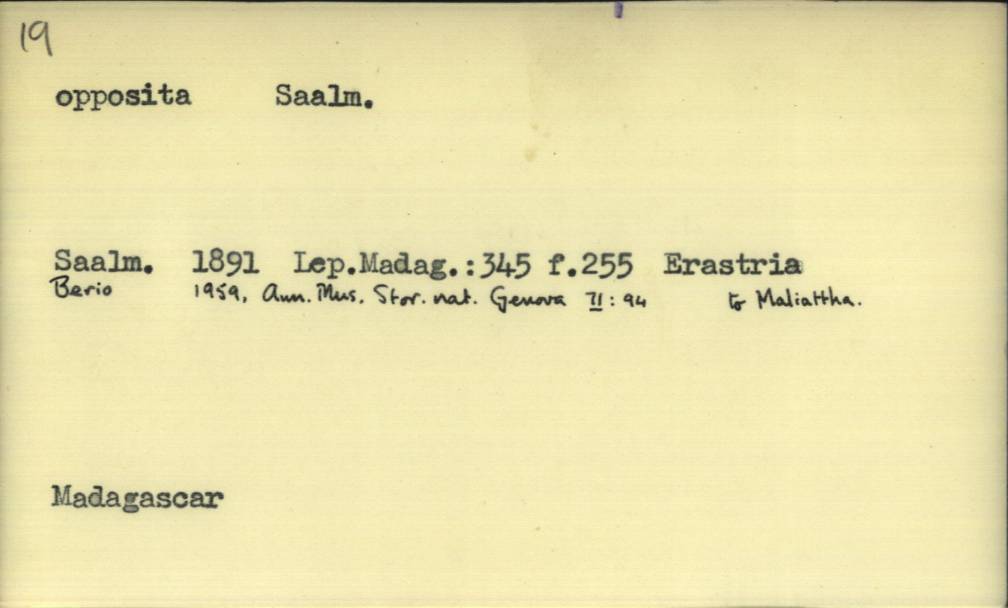 19
opposita Saalm.
Saalm. 1891 Lep.Madag.:345 f.255 Erastria
Berio 1959, Ann. Mus. Stor. nat. Genova 71: 94 to Maliattha.
Madagascar